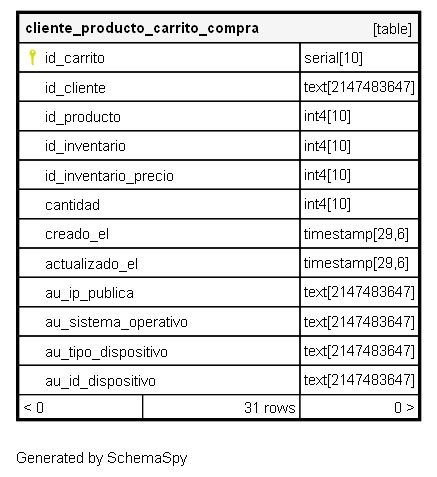 cliente_producto_carrito_compra [table]
id_carrito serial[10]
id_cliente text[2147483647]
id_producto int4[10]
id_inventario int4[10]
id_inventario_precio int4[10]
cantidad int4[10]
creado_el timestamp[29,6]
actualizado_el timestamp[29,6]
au_ip_publica text[2147483647]
au_sistema_operativo text[2147483647]
au_tipo_dispositivo text[2147483647]
au_id_dispositivo text[2147483647]
< 0 31 rows 0 >
Generated by SchemaSpy